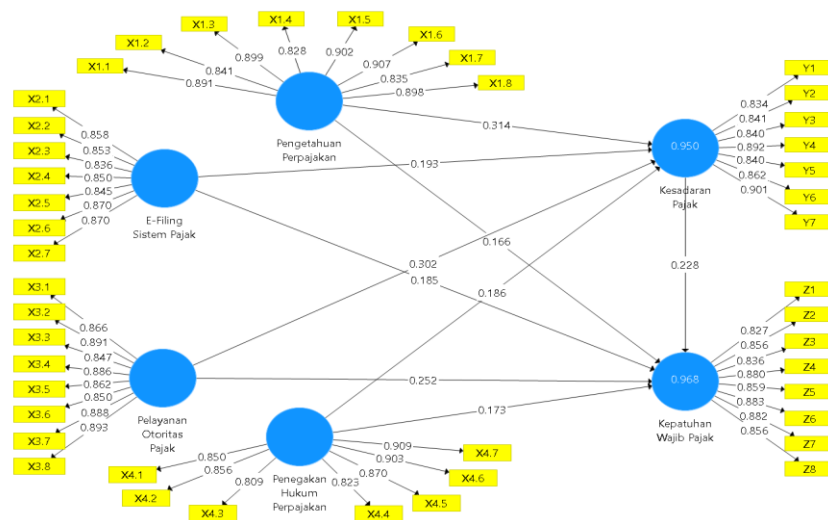 X1.1
X1.2
X1.3
X1.4
X1.5
X1.6
X1.7
X1.8
0.891
0.841
0.899
0.828
0.902
0.907
0.835
0.898
Pengetahuan
Perpajakan
X2.1
X2.2
X2.3
X2.4
X2.5
X2.6
X2.7
0.858
0.853
0.836
0.850
0.845
0.870
0.870
E-Filing
Sistem Pajak
X3.1
X3.2
X3.3
X3.4
X3.5
X3.6
X3.7
X3.8
0.866
0.891
0.847
0.886
0.862
0.850
0.888
0.893
Pelayanan
Otoritas
Pajak
X4.1
X4.2
X4.3
X4.4
X4.5
X4.6
X4.7
0.850
0.856
0.809
0.823
0.870
0.903
0.909
Penegakan
Hukum
Perpajakan
0.314
0.193
0.302
0.185
0.166
0.186
0.252
0.173
0.228
0.950
Kesadaran
Pajak
Y1
Y2
Y3
Y4
Y5
Y6
Y7
0.834
0.841
0.840
0.892
0.840
0.862
0.901
0.968
Kepatuhan
Wajib Pajak
Z1
Z2
Z3
Z4
Z5
Z6
Z7
Z8
0.827
0.856
0.836
0.880
0.859
0.883
0.882
0.856